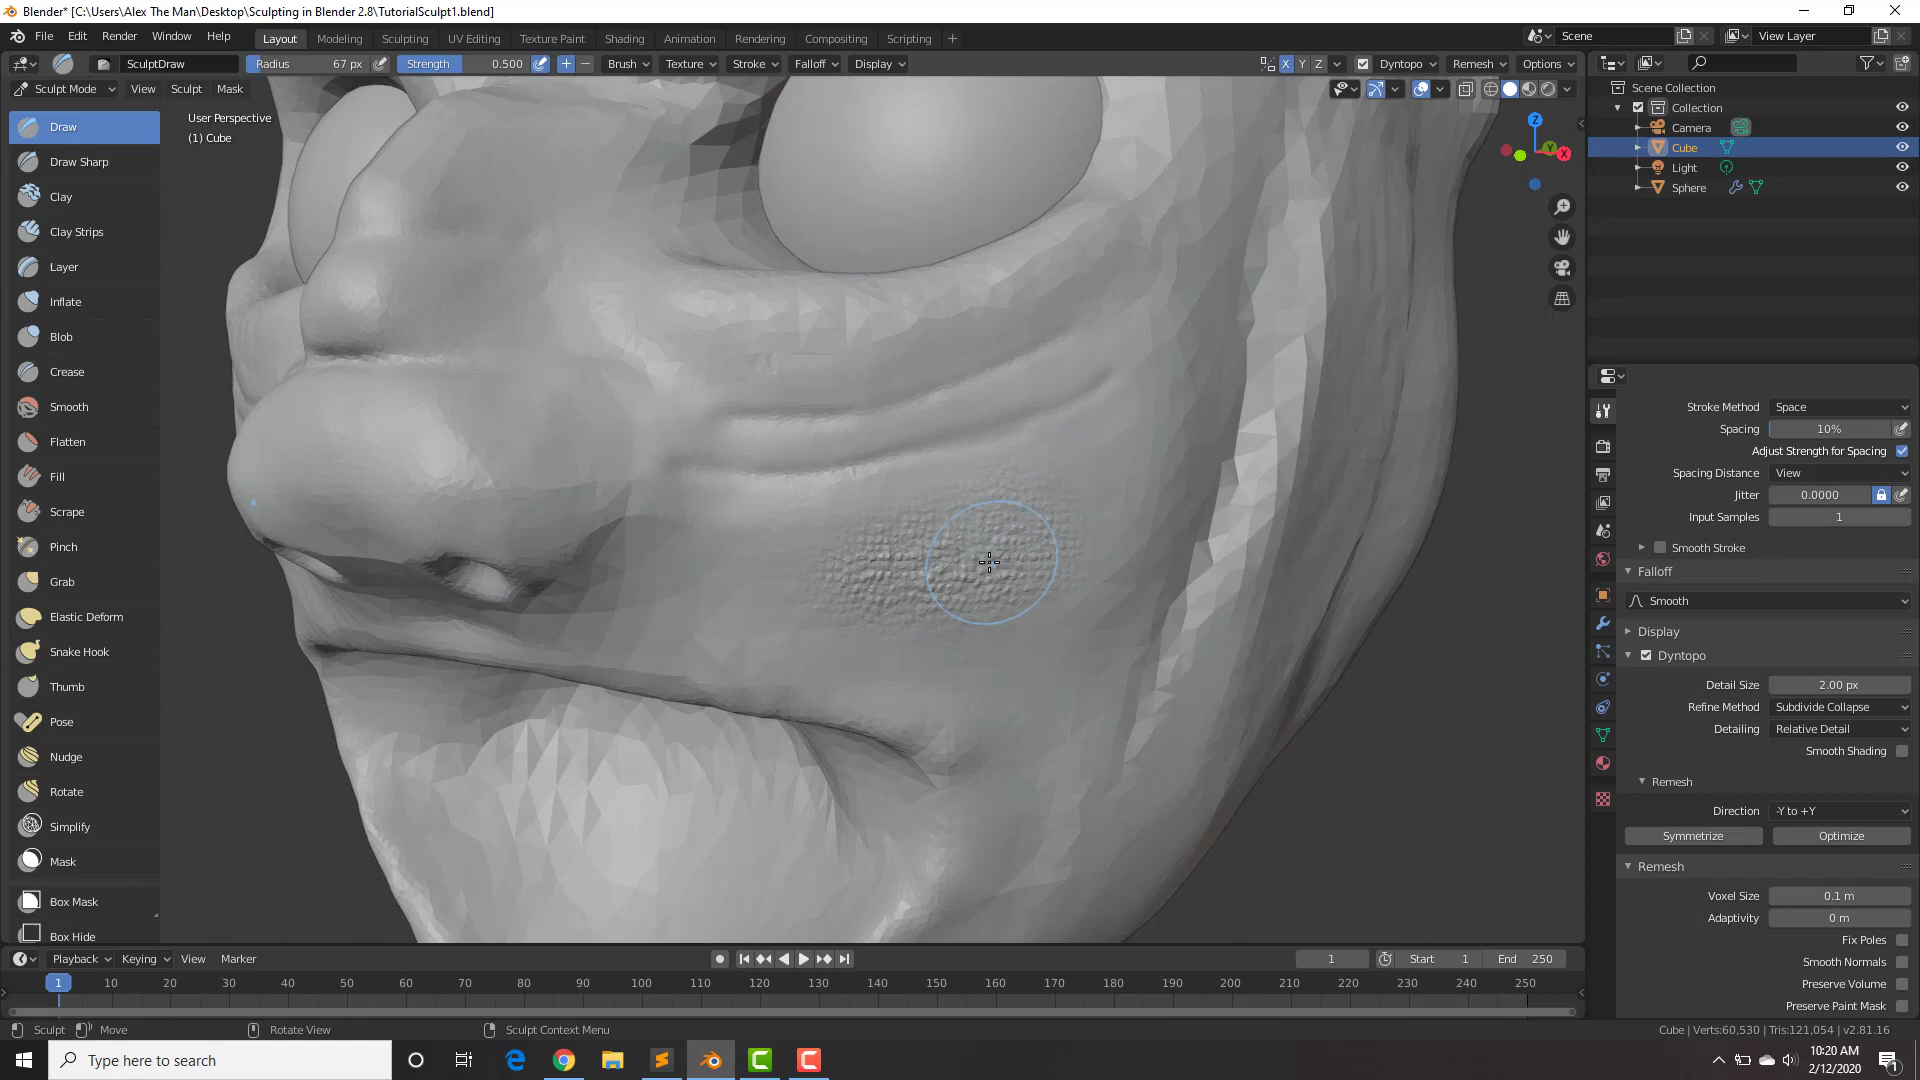 Blender* [C:\Users\Alex The Man\Desktop\Sculpting in Blender 2.8\TutorialSculpt1.blend]
File Edit Render Window Help Layout Modeling Sculpting UV Editing Texture Paint Shading Animation Rendering Compositing Scripting + Scene View Layer
SculptDraw Radius 67 px Strength 0.500 Brush Texture Stroke Falloff Display X Y Z Dyntopo Remesh Options
Sculpt Mode View Sculpt Mask
User Perspective
(1) Cube
Draw
Draw Sharp
Clay
Clay Strips
Layer
Inflate
Blob
Crease
Smooth
Flatten
Fill
Scrape
Pinch
Grab
Elastic Deform
Snake Hook
Thumb
Pose
Nudge
Rotate
Simplify
Mask
Box Mask
Box Hide
Z
Y
X
Scene Collection
Collection
Camera
Cube
Light
Sphere
Stroke Method Space
Spacing 10%
Adjust Strength for Spacing
Spacing Distance View
Jitter 0.0000
Input Samples 1
Smooth Stroke
Falloff
Smooth
Display
Dyntopo
Detail Size 2.00 px
Refine Method Subdivide Collapse
Detailing Relative Detail
Smooth Shading
Remesh
Direction -Y to +Y
Symmetrize Optimize
Remesh
Voxel Size 0.1 m
Adaptivity 0 m
Fix Poles
Smooth Normals
Preserve Volume
Preserve Paint Mask
Playback Keying View Marker 1 Start 1 End 250
1 10 20 30 40 50 60 70 80 90 100 110 120 130 140 150 160 170 180 190 200 210 220 230 240 250
Sculpt Move Rotate View Sculpt Context Menu Cube | Verts:60,530 | Tris:121,054 | v2.81.16
Type here to search
10:20 AM
2/12/2020
1